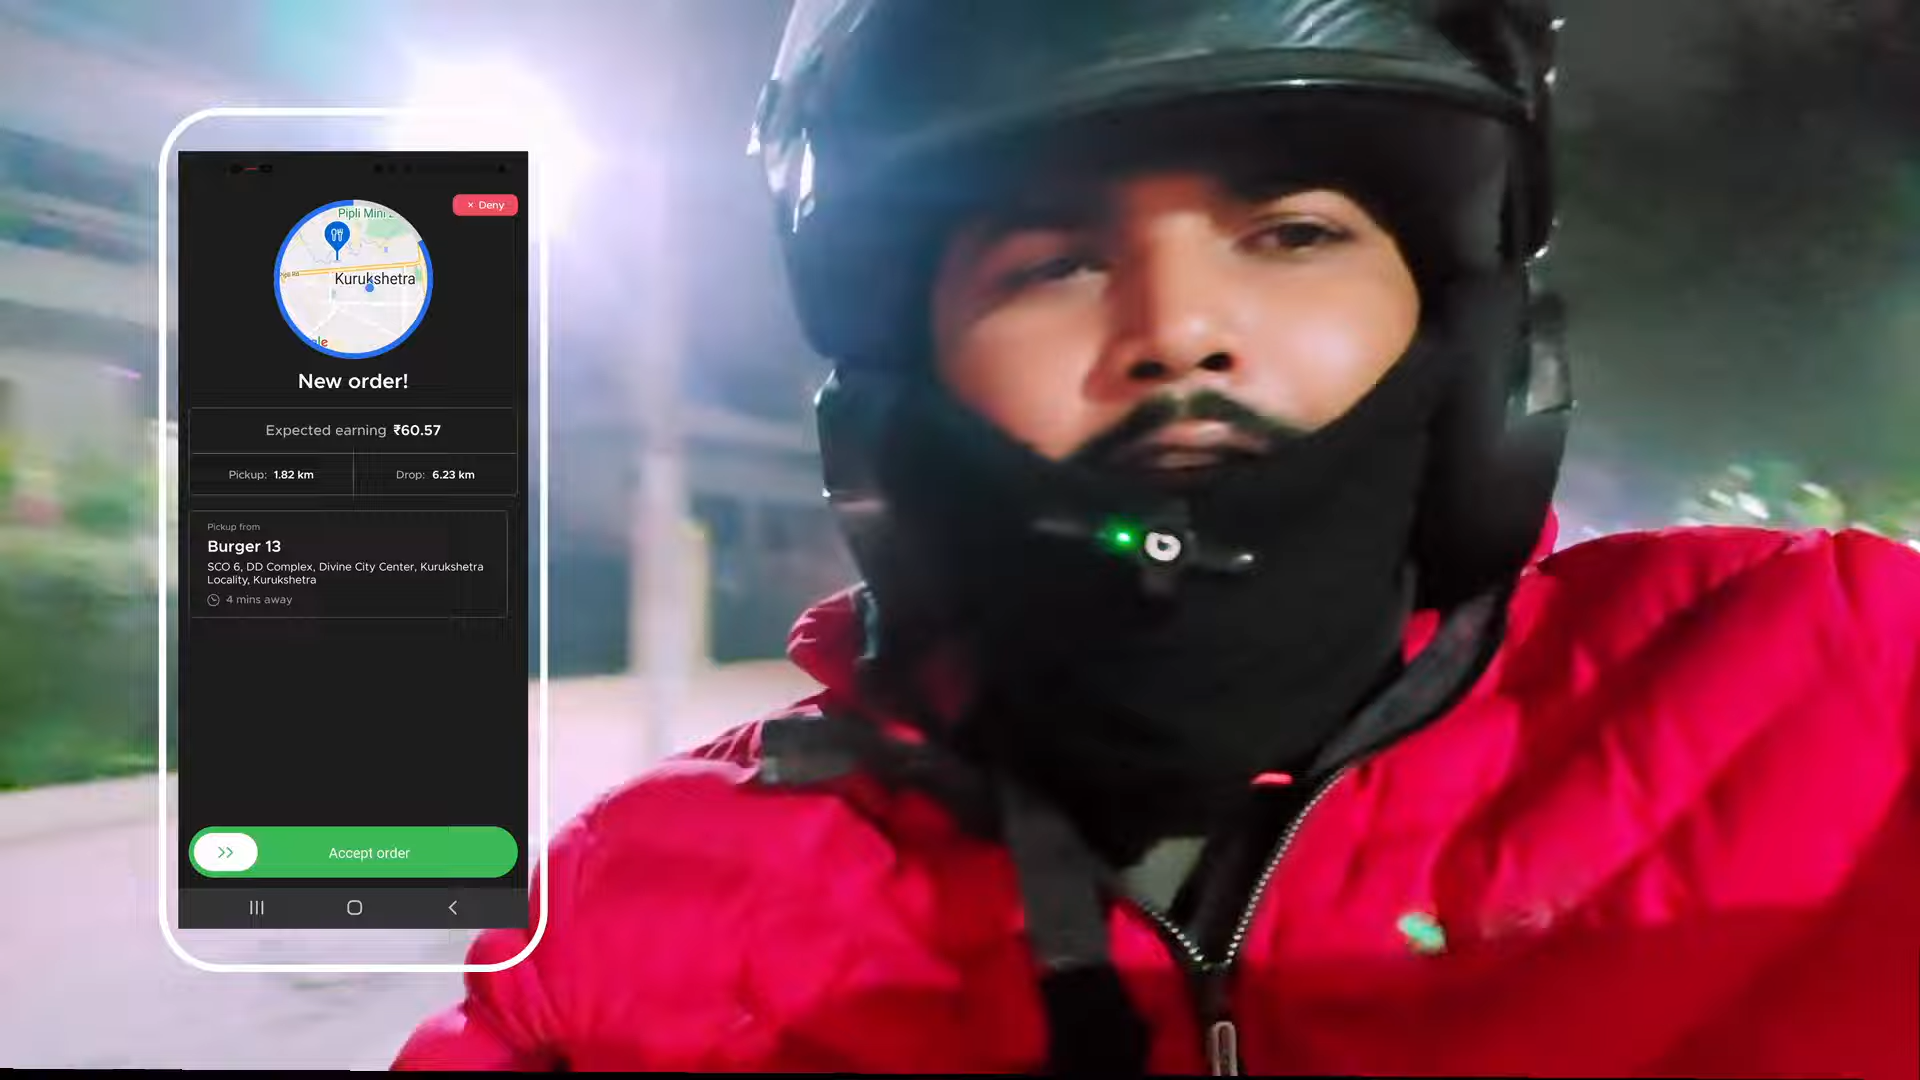 × Deny
Pipli Mini
Kurukshetra
New order!
Expected earning ₹60.57
Pickup: 1.82 km
Drop: 6.23 km
Pickup from
Burger 13
SCO 6, DD Complex, Divine City Center, Kurukshetra
Locality, Kurukshetra
4 mins away
Accept order